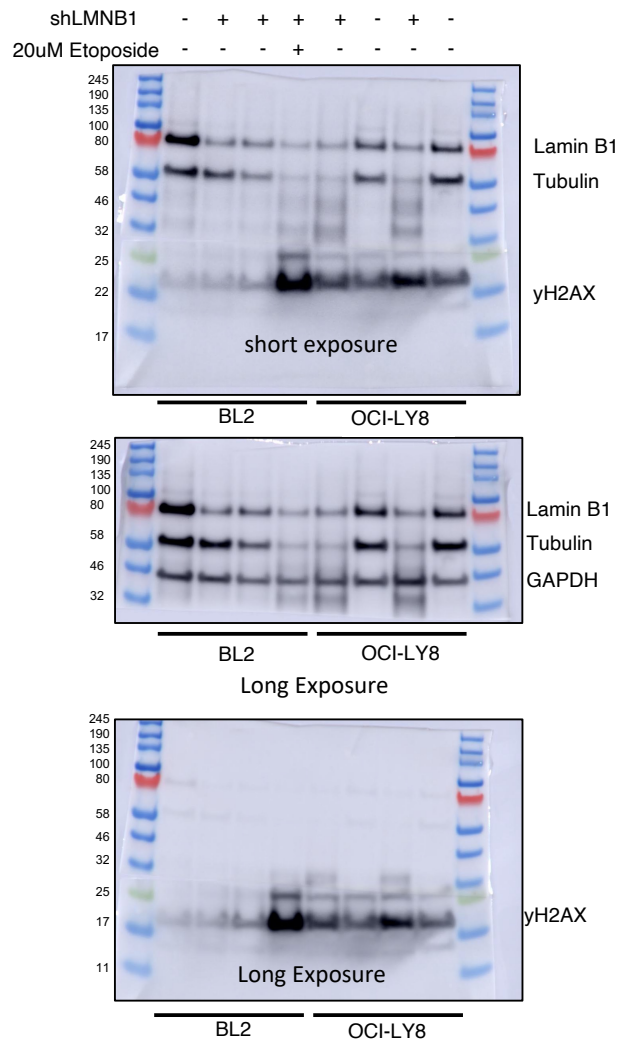 shLMNB1 - + + + + - + -
20uM Etoposide +
245
190
135
100
80
58
46
32
25
22
17
Lamin B1
Tubulin
yH2AX
short exposure
BL2 OCI-LY8
245
190
135
100
80
58
46
32
Lamin B1
Tubulin
GAPDH
BL2 OCI-LY8
Long Exposure
245
190
135
100
80
58
46
32
25
17
11
yH2AX
Long Exposure
BL2 OCI-LY8